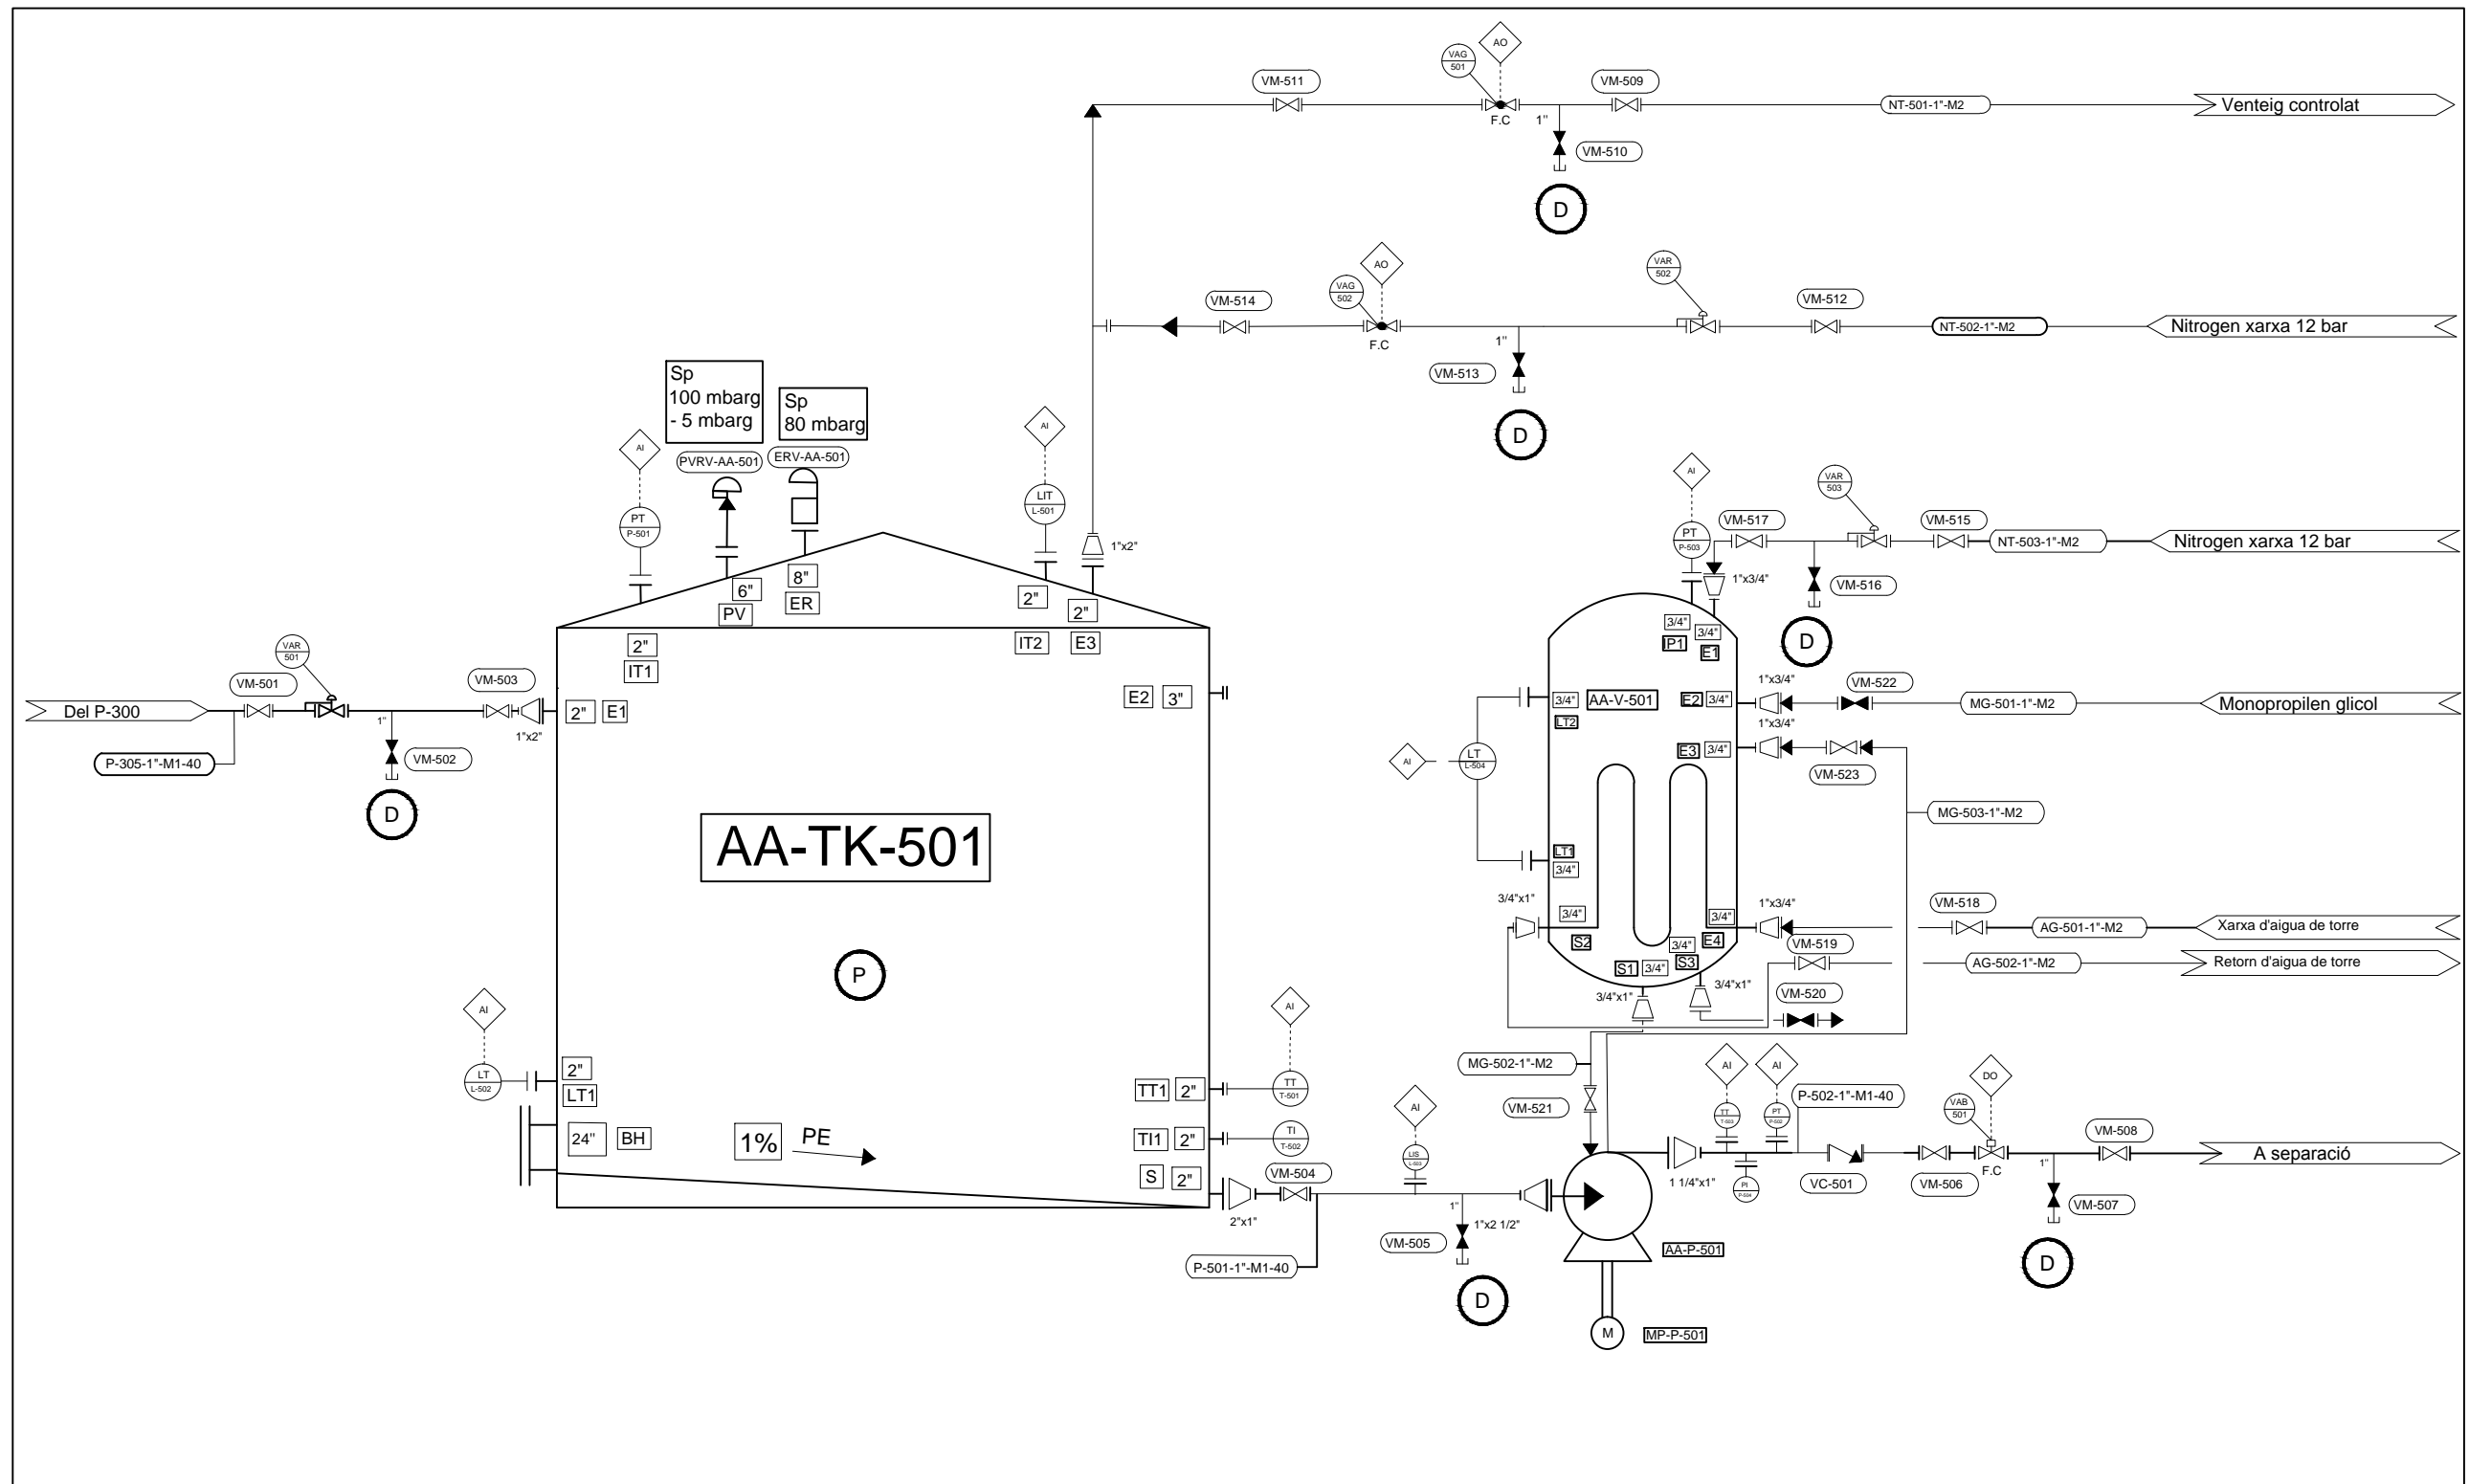 AO
VAG
501
VM-511
VM-509
NT-501-1"-M2
Venteig controlat
F.C
1"
VM-510
D
AO
VAG
502
VAR
502
VM-514
VM-512
NT-502-1"-M2
Nitrogen xarxa 12 bar
F.C
1"
VM-513
D
Sp
100 mbarg
- 5 mbarg
Sp
80 mbarg
AI
PVRV-AA-501
ERV-AA-501
AI
PT
P-501
LIT
L-501
1"x2"
6"
PV
8"
ER
2"
IT1
2"
IT2
2"
E3
AI
PT
P-503
VM-517
VAR
503
VM-515
NT-503-1"-M2
Nitrogen xarxa 12 bar
1"x3/4"
VM-516
D
VAR
501
VM-501
VM-503
Del P-300
2"
E1
1"x2"
1"
VM-502
P-305-1"-M1-40
D
E2
3"
AA-TK-501
P
3/4"
IP1
3/4"
E1
3/4"
AA-V-501
LT2
E2
3/4"
1"x3/4"
VM-522
MG-501-1"-M2
Monopropilen glicol
1"x3/4"
E3
3/4"
VM-523
AI
LT
L-504
MG-503-1"-M2
LT1
3/4"
3/4"x1"
3/4"
S2
3/4"
E4
1"x3/4"
VM-518
AG-501-1"-M2
Xarxa d'aigua de torre
VM-519
AG-502-1"-M2
Retorn d'aigua de torre
S1
3/4"
3/4"
S3
3/4"x1"
3/4"x1"
VM-520
AI
LT
L-502
2"
LT1
24"
BH
1%
PE
AI
TT1
2"
TT
T-501
TI1
2"
TI
T-502
S
2"
VM-504
2"x1"
P-501-1"-M1-40
AI
LIS
L-503
1"
VM-505
1"x2 1/2"
D
MG-502-1"-M2
VM-521
AA-P-501
M
MP-P-501
1 1/4"x1"
AI
TT
T-503
AI
PT
P-502
PI
P-504
P-502-1"-M1-40
VC-501
VM-506
DO
VAB
501
F.C
1"
VM-508
A separació
VM-507
D